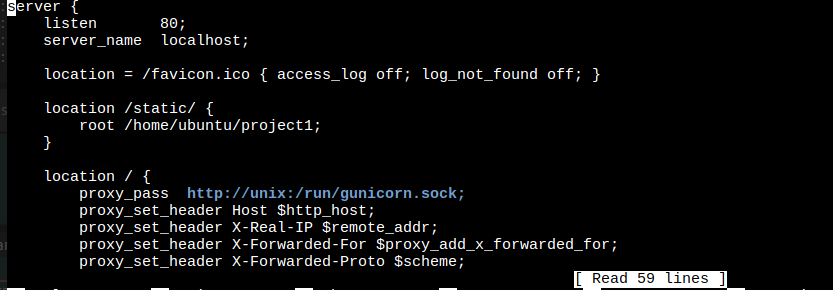 server {
    listen       80;
    server_name  localhost;

    location = /favicon.ico { access_log off; log_not_found off; }

    location /static/ {
        root /home/ubuntu/project1;
    }

    location / {
        proxy_pass  http://unix:/run/gunicorn.sock;
        proxy_set_header Host $http_host;
        proxy_set_header X-Real-IP $remote_addr;
        proxy_set_header X-Forwarded-For $proxy_add_x_forwarded_for;
        proxy_set_header X-Forwarded-Proto $scheme;
[ Read 59 lines ]